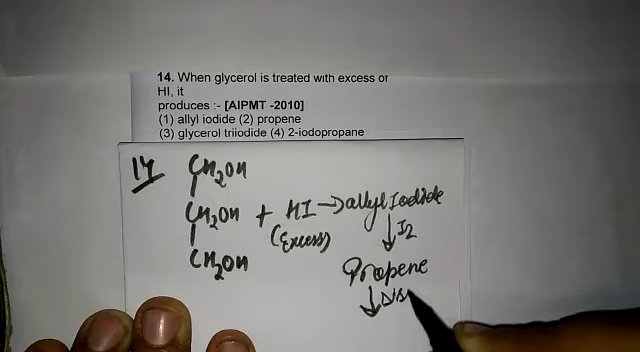 14. When glycerol is treated with excess of
HI, it
produces :- [AIPMT -2010]
(1) allyl iodide (2) propene
(3) glycerol triiodide (4) 2-iodopropane
14
CH2OH
CH2OH + HI → allyl Iodide
(Excess)
CH2OH
↓ I2
Propene
↓ Dis